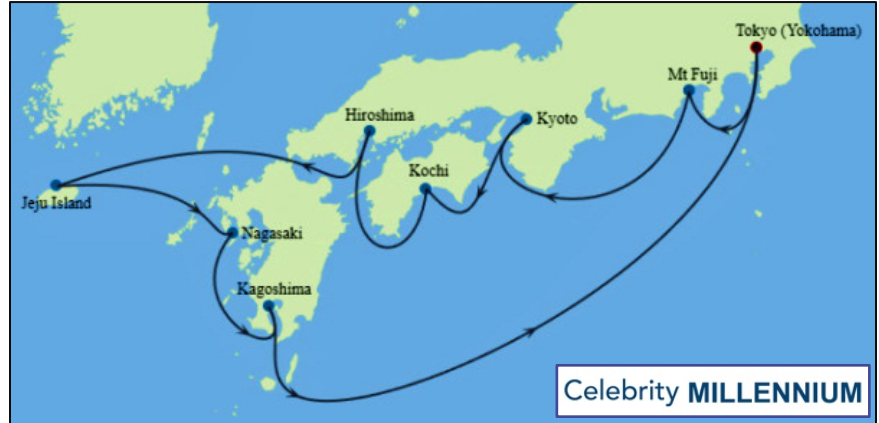 Tokyo (Yokohama)
Mt Fuji
Hiroshima
Kyoto
Kochi
Jeju Island
Nagasaki
Kagoshima
Celebrity MILLENNIUM